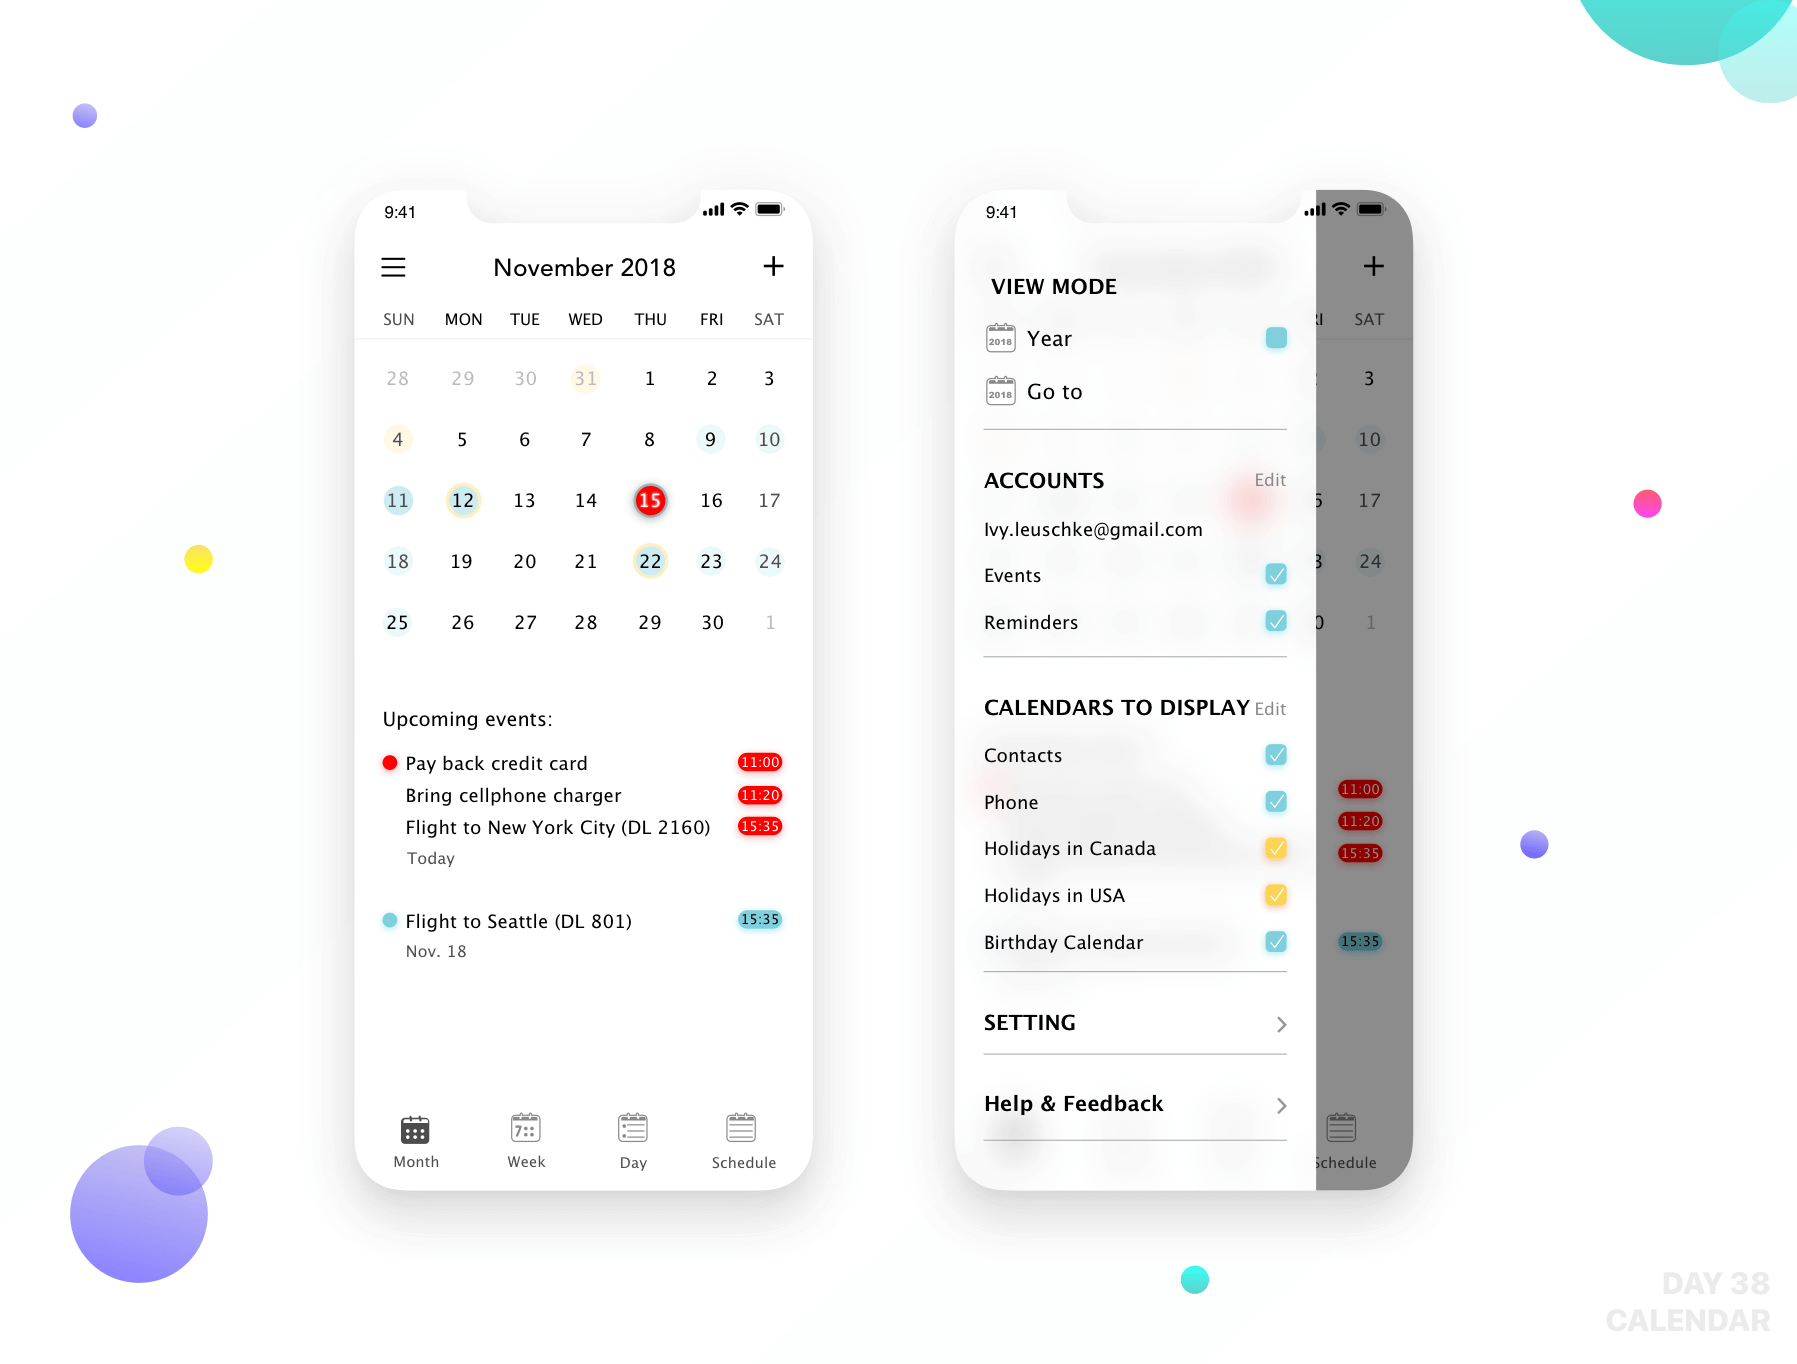 9:41
November 2018
SUN MON TUE WED THU FRI SAT
28 29 30 31 1 2 3
4 5 6 7 8 9 10
11 12 13 14 15 16 17
18 19 20 21 22 23 24
25 26 27 28 29 30 1
Upcoming events:
Pay back credit card 11:00
Bring cellphone charger 11:20
Flight to New York City (DL 2160) 15:35
Today
Flight to Seattle (DL 801) 15:35
Nov. 18
7
Month Week Day Schedule
9:41
VIEW MODE
SAT
2018 Year
3
2018 Go to
10
ACCOUNTS Edit
17
Ivy.leuschke@gmail.com
24
Events
Reminders
1
CALENDARS TO DISPLAY Edit
Contacts
11:00
Phone
11:20
Holidays in Canada
15:35
Holidays in USA
Birthday Calendar
15:35
SETTING
Help & Feedback
Schedule
DAY 38
CALENDAR